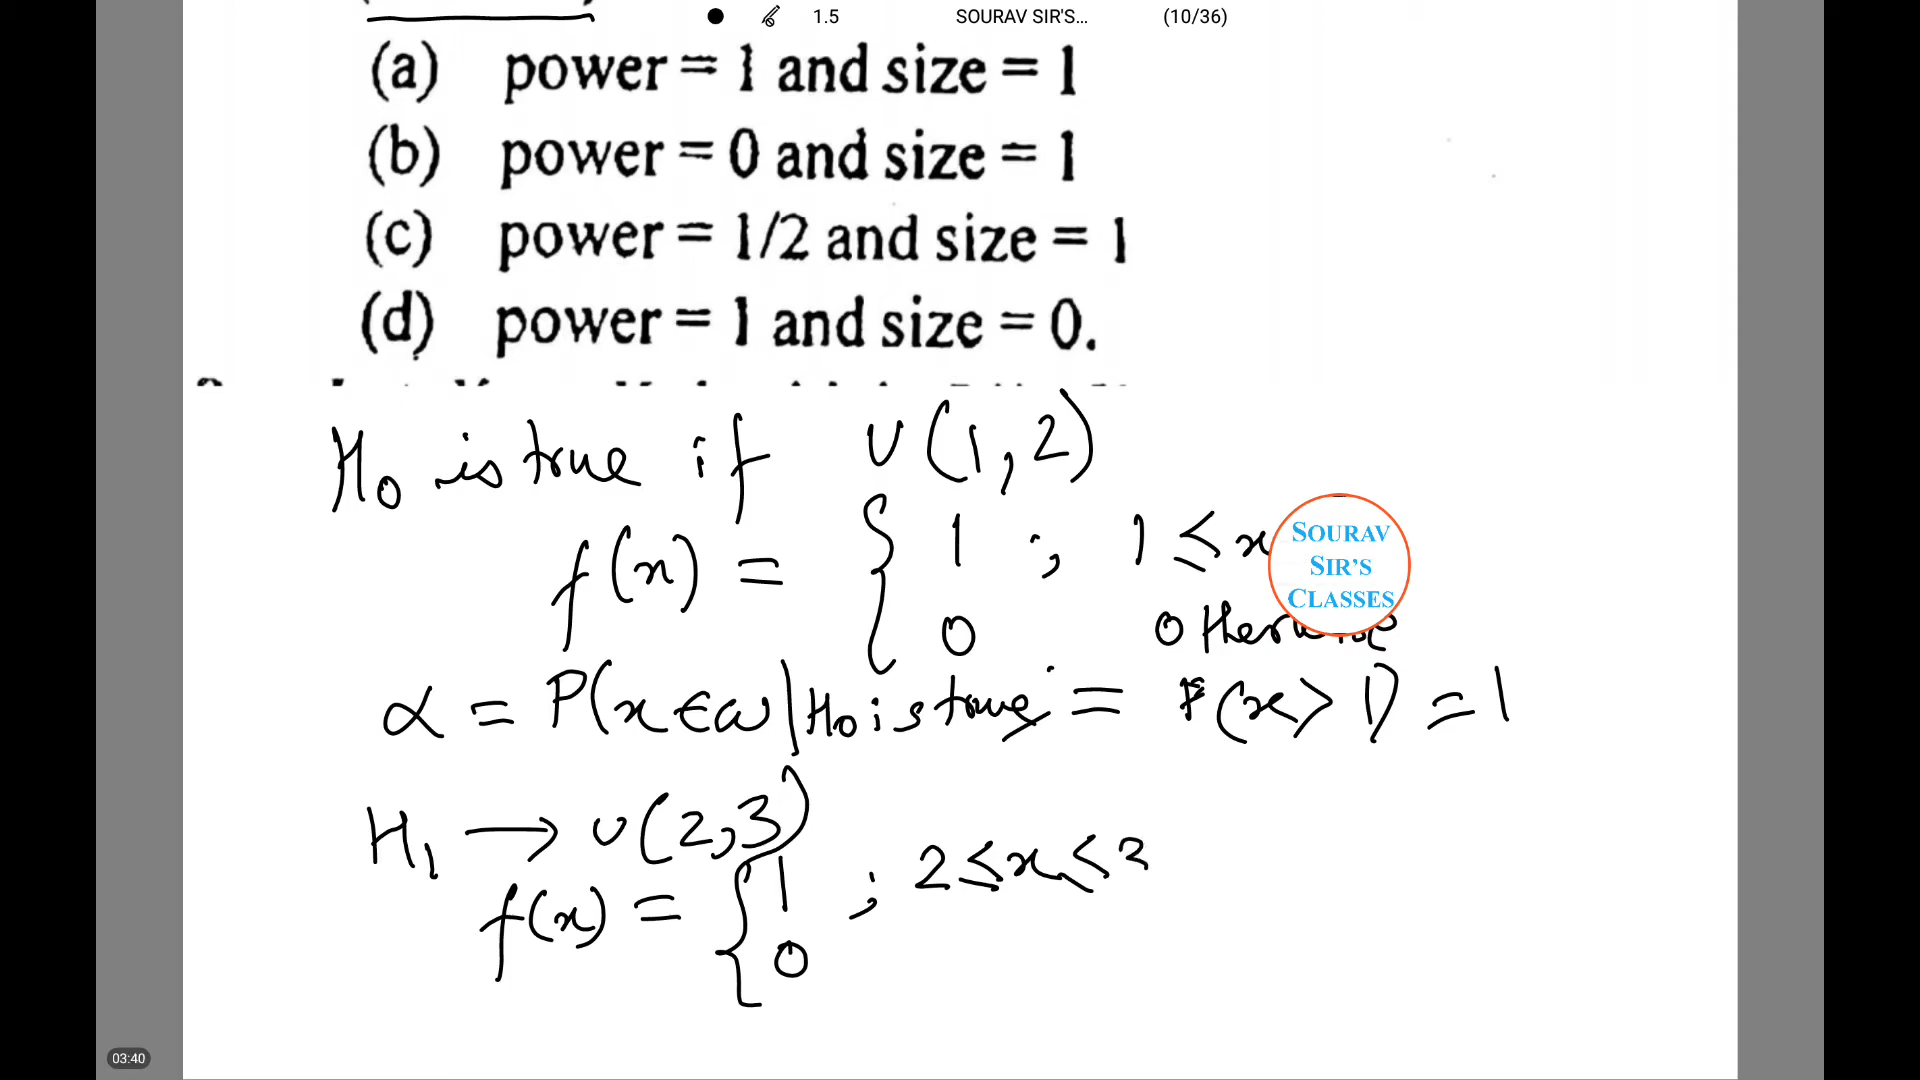 1.5 SOURAV SIR'S... (10/36)
(a) power = 1 and size = 1
(b) power = 0 and size = 1
(c) power = 1/2 and size = 1
(d) power = 1 and size = 0.
H₀ is true if U(1,2)
f(x) = { 1 ; 1 ≤ x
0 otherwise
SOURAV
SIR'S
CLASSES
α = P(x ∈ ω | H₀ is true) = P(x > 1) = 1
H₁ → U(2,3)
f(x) = { 1 ; 2 ≤ x ≤ 3
0
03:40